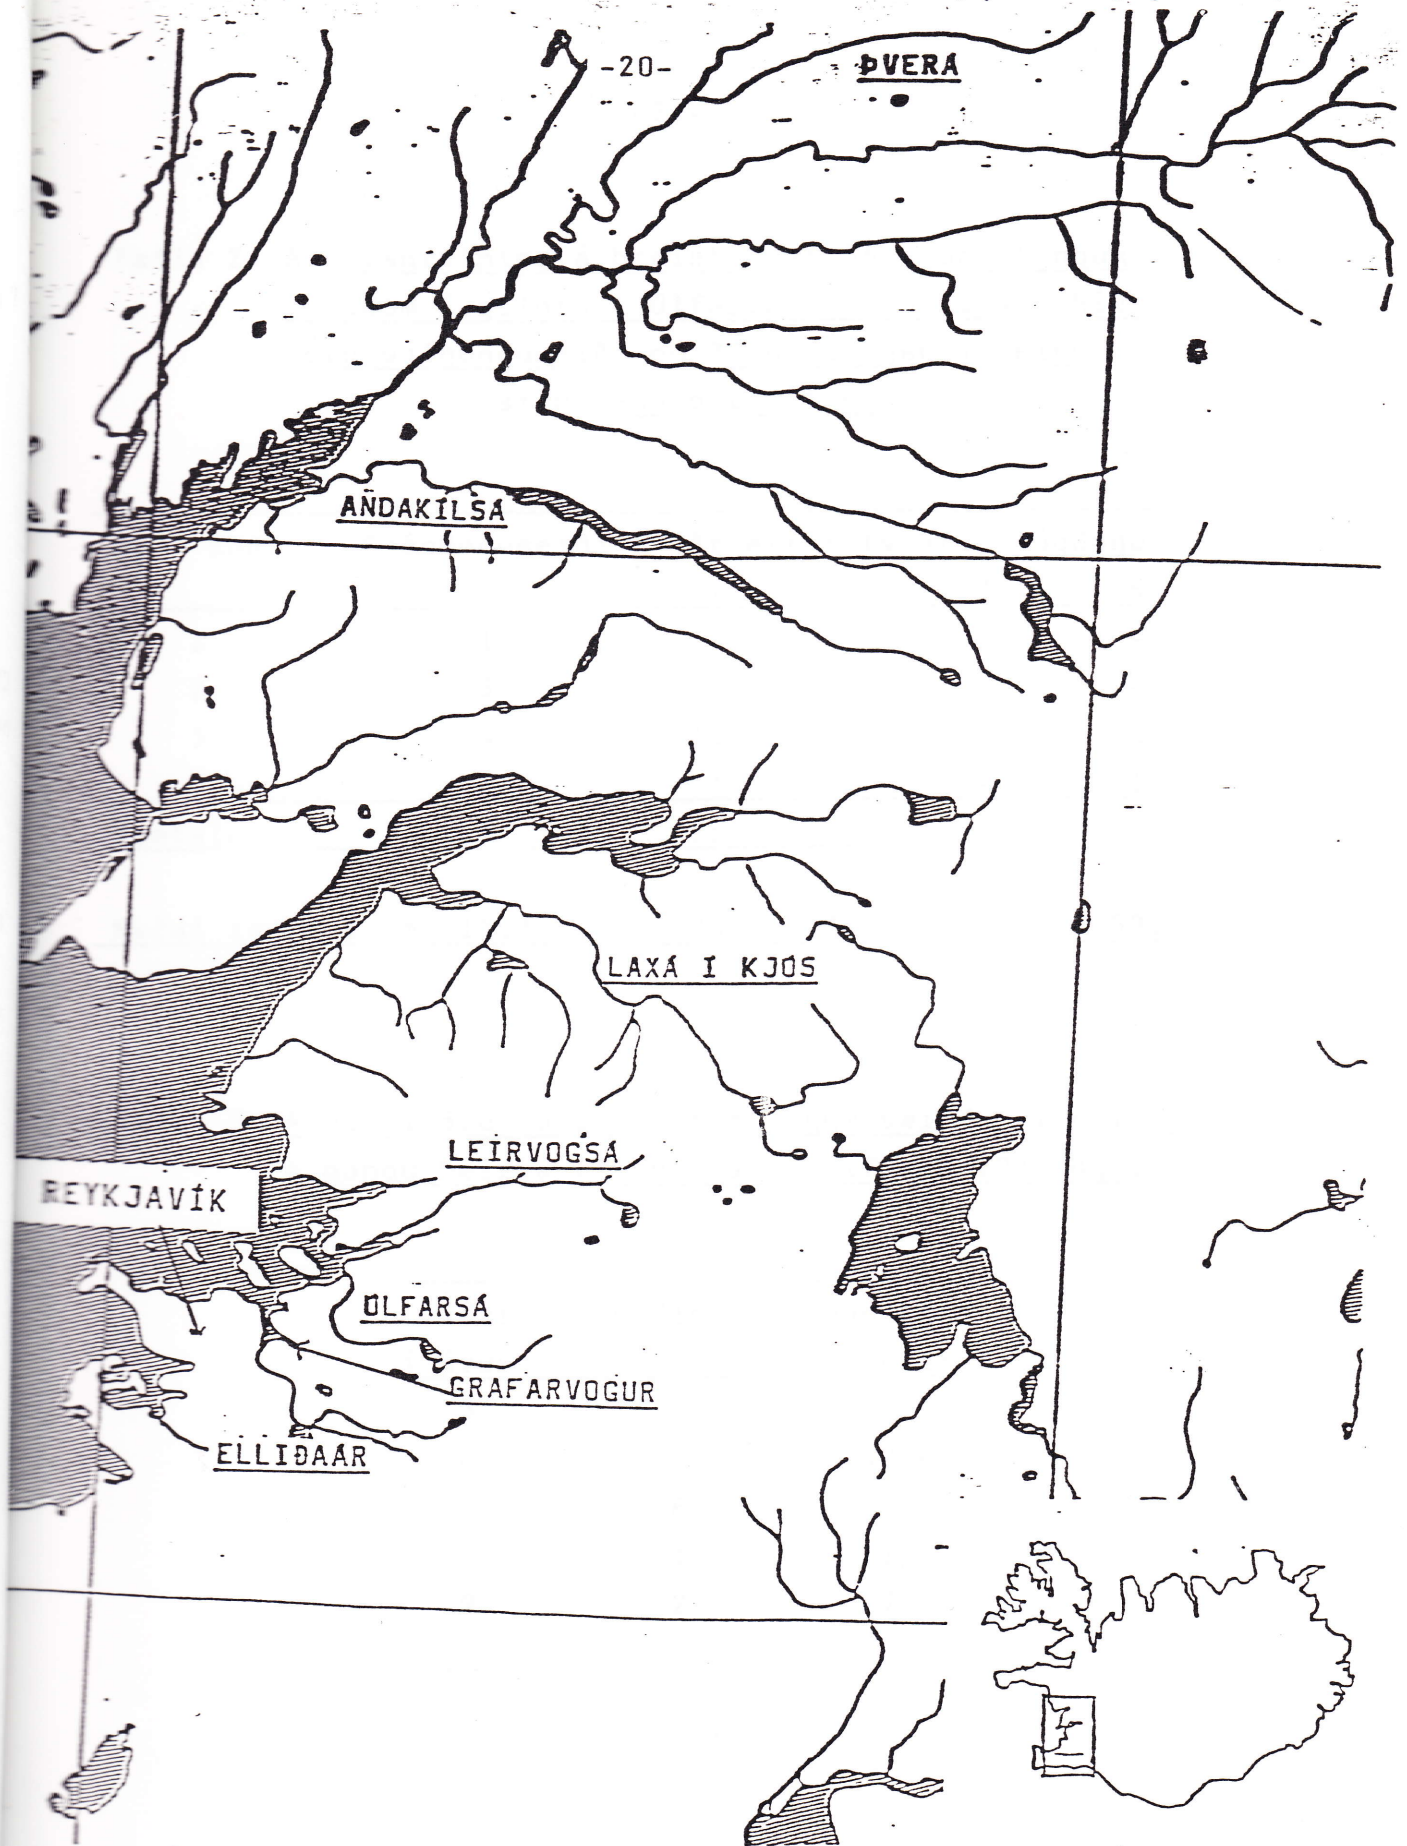 -20-
ÞVERÁ
ANDAKÍLSÁ
LAXÁ Í KJÓS
LEIRVOGSÁ
REYKJAVÍK
ÚLFARSÁ
GRAFARVOGUR
ELLIÐAÁR